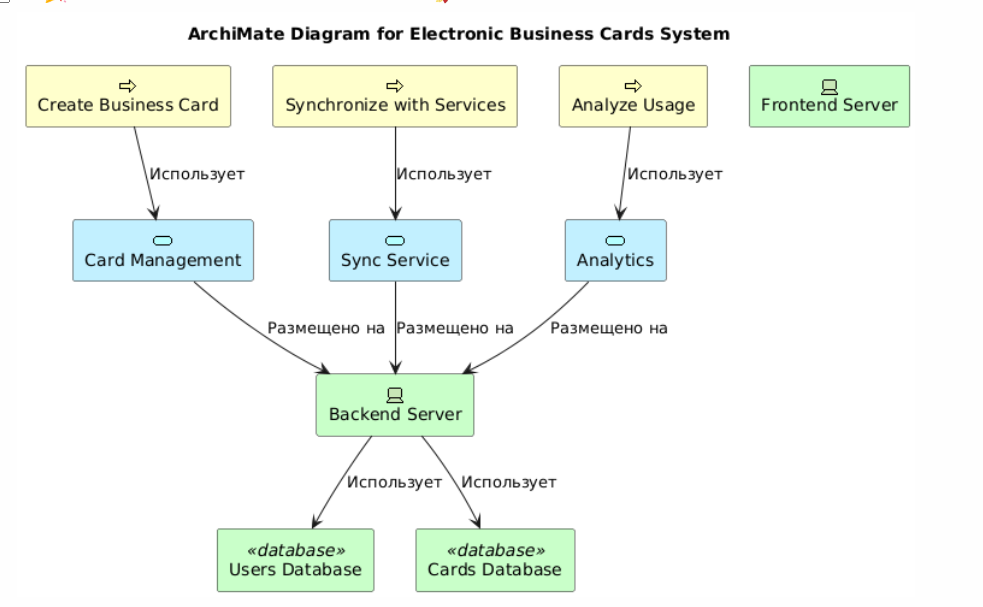 ArchiMate Diagram for Electronic Business Cards System
Create Business Card
Synchronize with Services
Analyze Usage
Frontend Server
Использует
Использует
Использует
Card Management
Sync Service
Analytics
Размещено на
Размещено на
Размещено на
Backend Server
Использует
Использует
«database»
Users Database
«database»
Cards Database